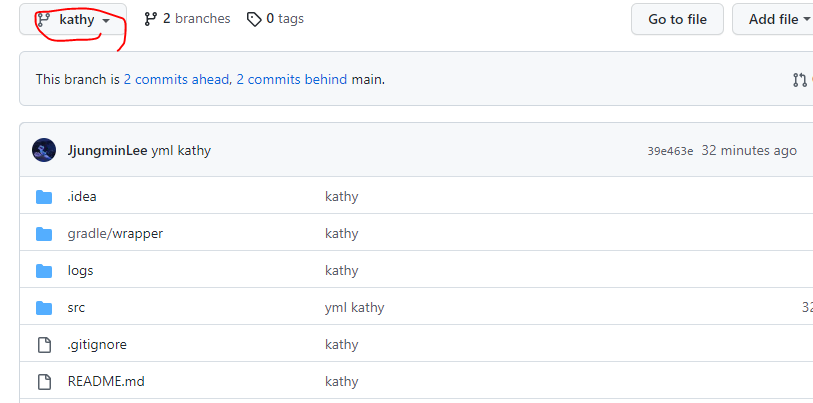 kathy 2 branches 0 tags Go to file Add file
This branch is 2 commits ahead, 2 commits behind main.
JjungminLee yml kathy 39e463e 32 minutes ago
.idea kathy
gradle/wrapper kathy
logs kathy
src yml kathy 32
.gitignore kathy
README.md kathy